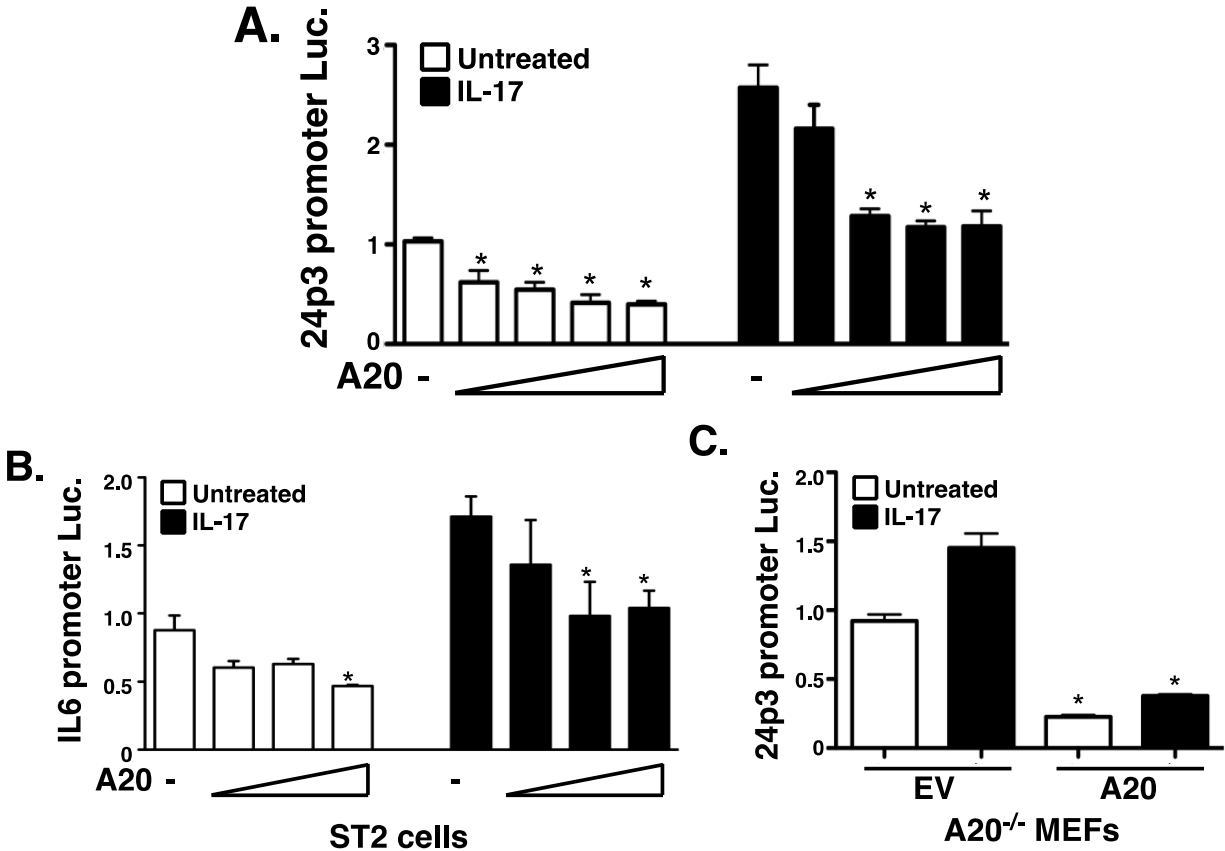 A.
24p3 promoter Luc.
3
2
1
0
Untreated
IL-17
* * * *
* * *
A20 - -
B.
IL6 promoter Luc.
2.0
1.5
1.0
0.5
0
Untreated
IL-17
*
* *
A20 - -
ST2 cells
C.
24p3 promoter Luc.
2.0
1.5
1.0
0.5
0
Untreated
IL-17
* *
EV A20
A20-/- MEFs